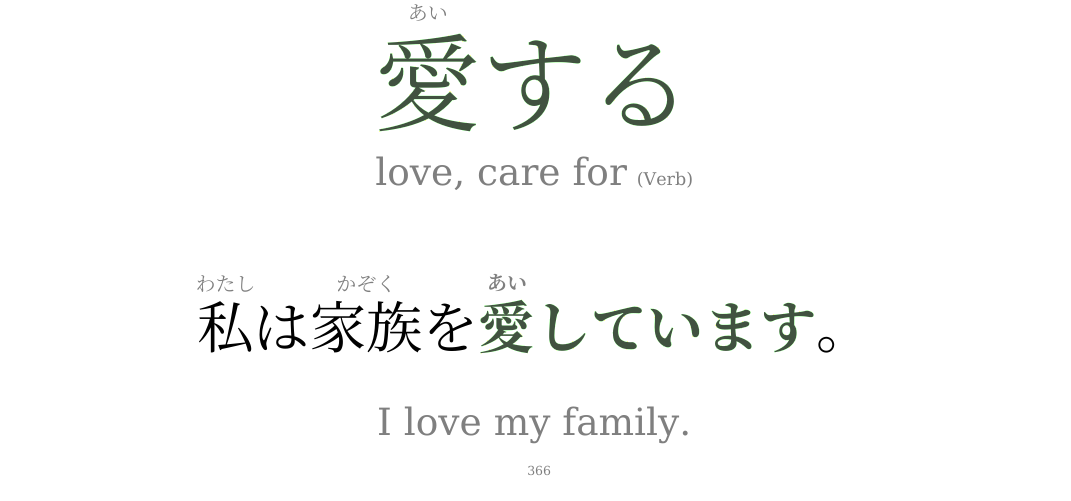 あい
愛する
love, care for (Verb)
わたし かぞく あい
私は家族を愛しています。
I love my family.
366